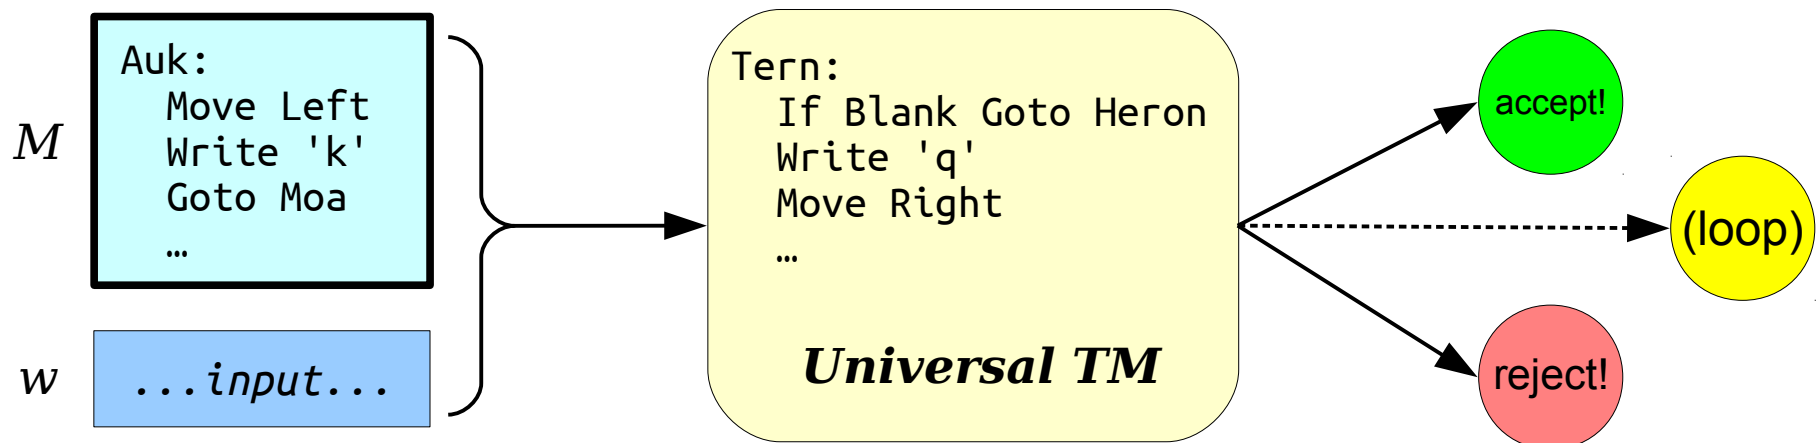 M
Auk:
Move Left
Write 'k'
Goto Moa
…
w
...input...
Tern:
If Blank Goto Heron
Write 'q'
Move Right
…
Universal TM
accept!
(loop)
reject!